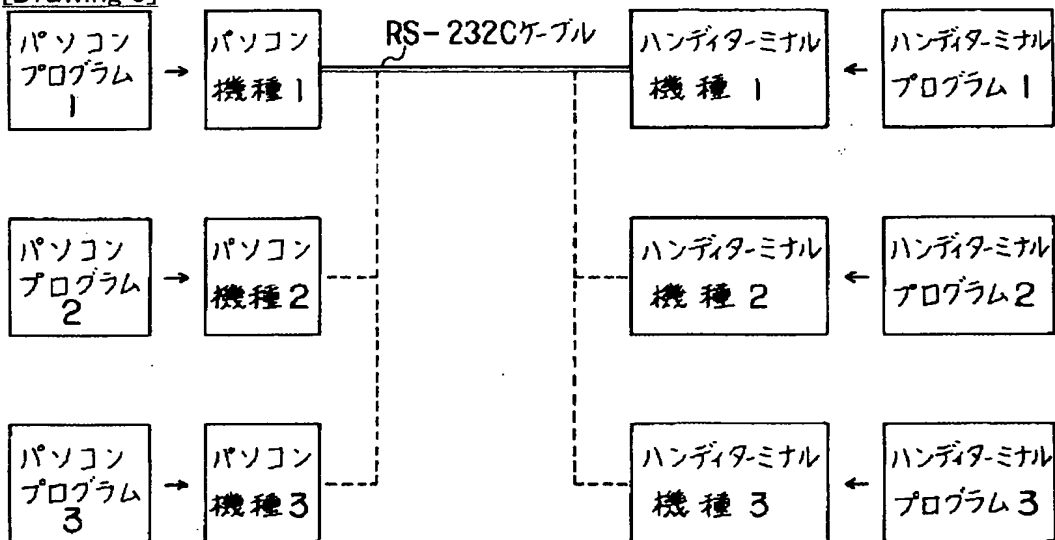 [Drawing 3]
パソコン
プログラム
1
パソコン
機種1
RS-232Cケーブル
ハンディターミナル
機種 1
ハンディターミナル
プログラム1
パソコン
プログラム
2
パソコン
機種2
ハンディターミナル
機種 2
ハンディターミナル
プログラム2
パソコン
プログラム
3
パソコン
機種3
ハンディターミナル
機種 3
ハンディターミナル
プログラム3